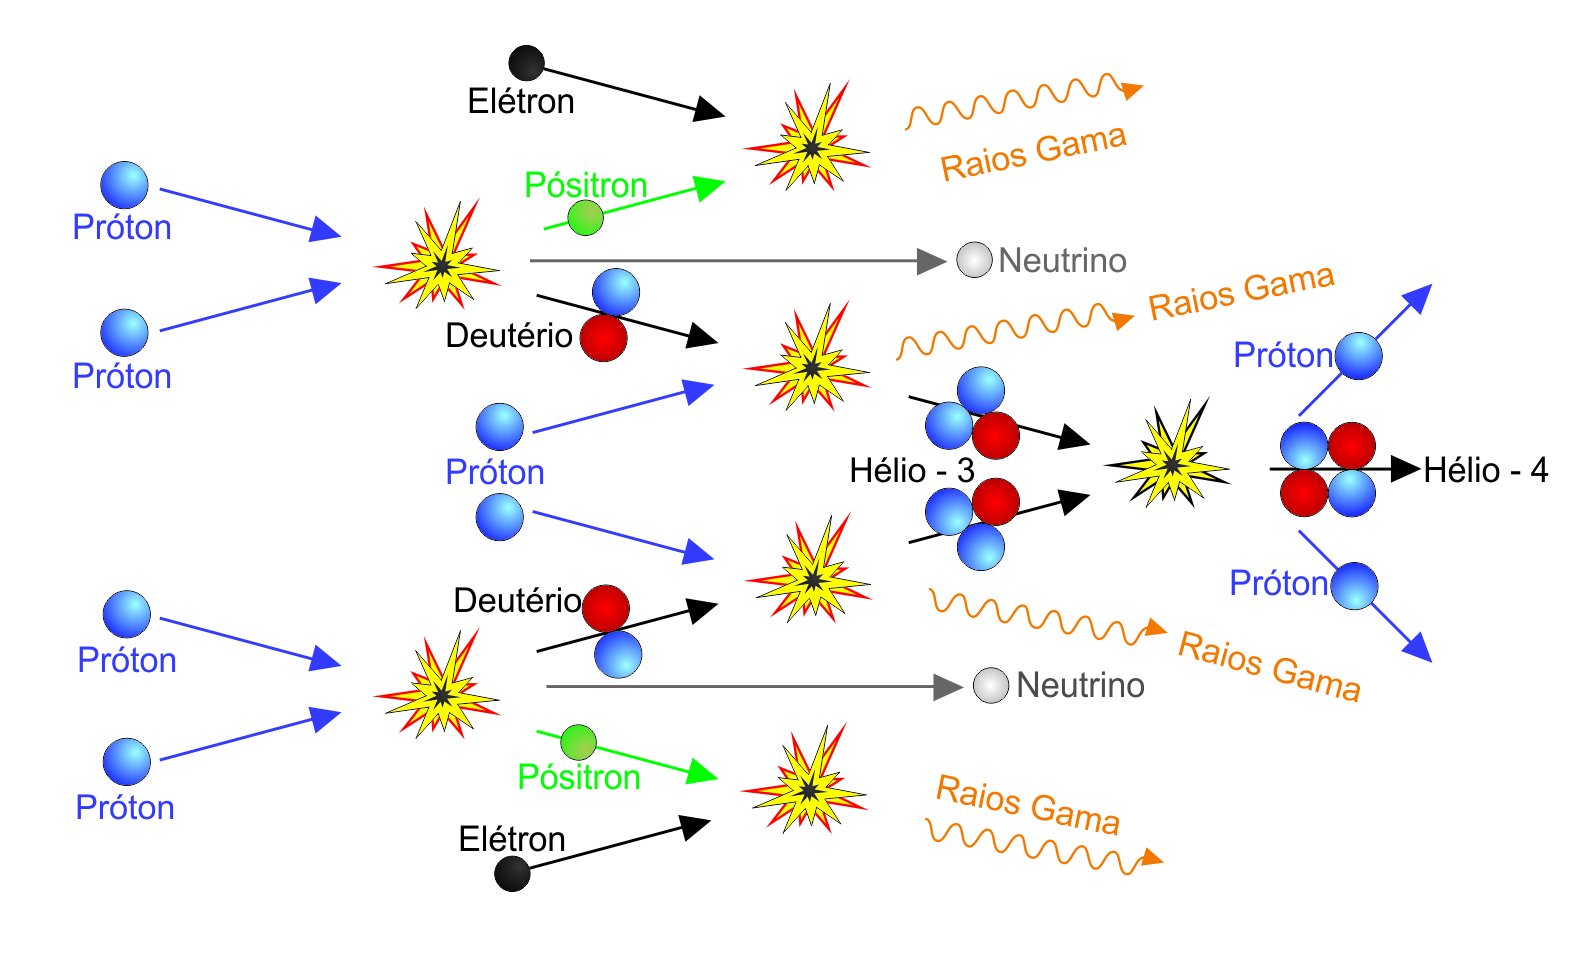 Elétron
Raios Gama
Pósitron
Próton
Neutrino
Raios Gama
Deutério
Próton
Próton
Próton
Hélio - 3
Hélio - 4
Próton
Deutério
Próton
Raios Gama
Neutrino
Pósitron
Raios Gama
Próton
Elétron